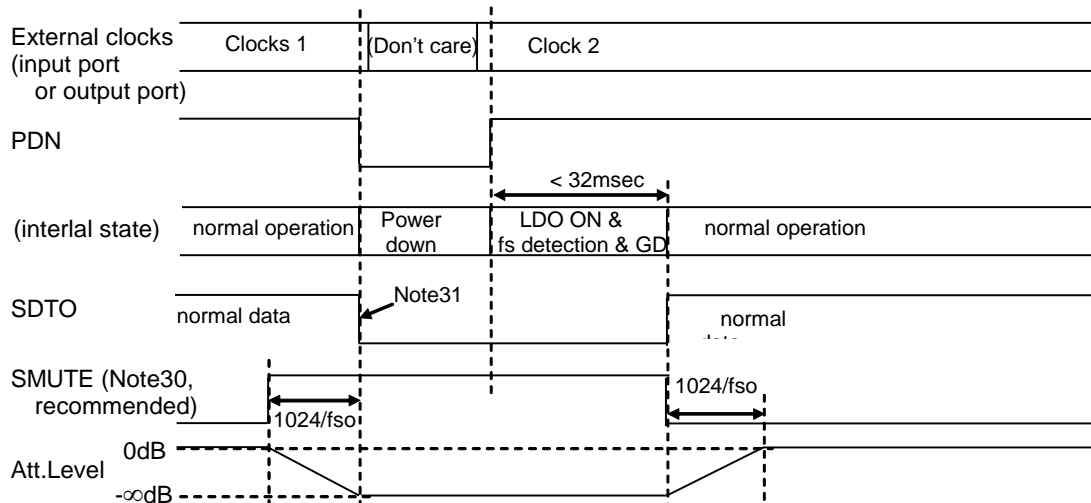 External clocks
(input port
or output port)
Clocks 1
(Don't care)
Clock 2
PDN
< 32msec
(interlal state)
normal operation
Power
down
LDO ON &
fs detection & GD
normal operation
SDTO
normal data
Note31
normal
SMUTE (Note30,
recommended)
1024/fso
1024/fso
Att.Level
0dB
-∞dB